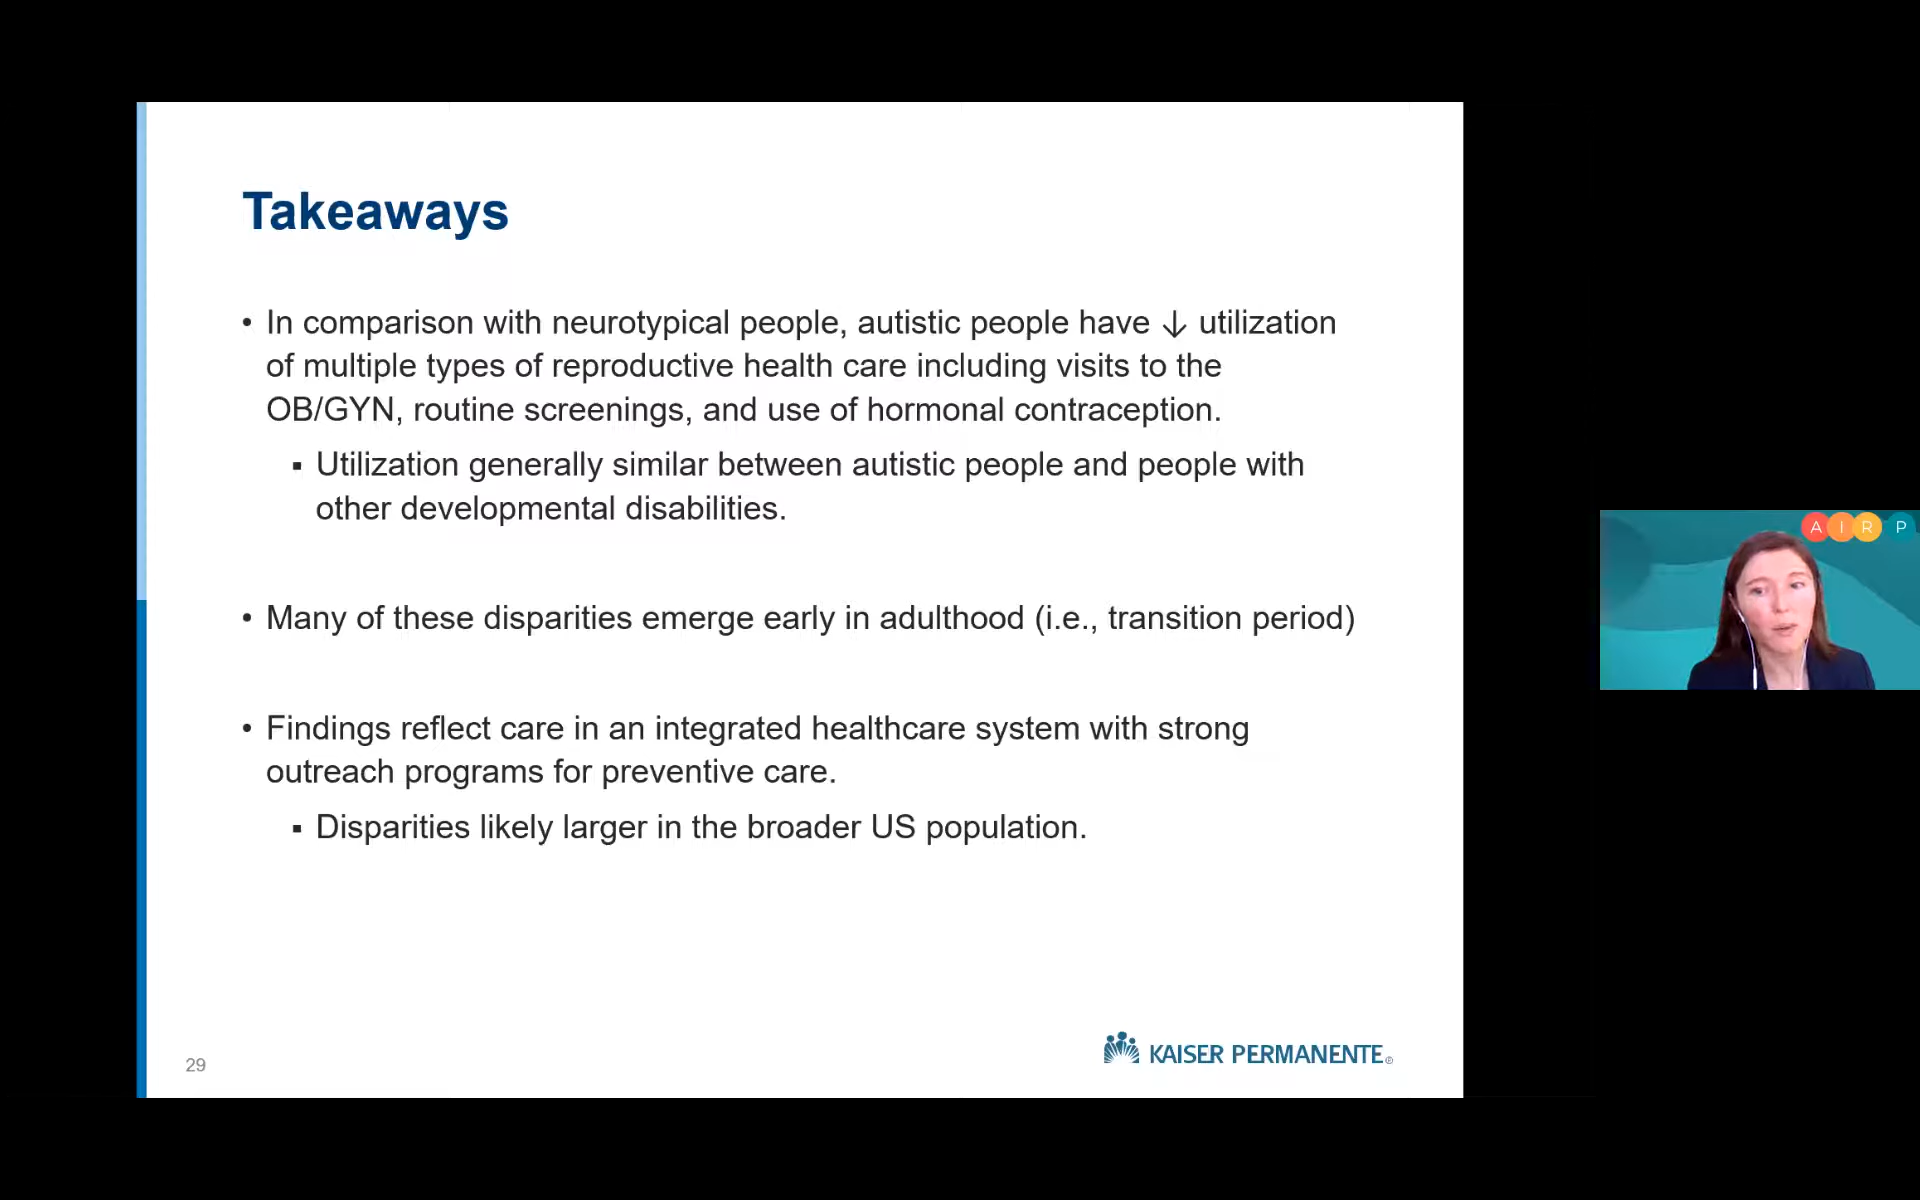 Takeaways
• In comparison with neurotypical people, autistic people have ↓ utilization
of multiple types of reproductive health care including visits to the
OB/GYN, routine screenings, and use of hormonal contraception.
▪ Utilization generally similar between autistic people and people with
other developmental disabilities.
• Many of these disparities emerge early in adulthood (i.e., transition period)
• Findings reflect care in an integrated healthcare system with strong
outreach programs for preventive care.
▪ Disparities likely larger in the broader US population.
29
KAISER PERMANENTE®
A I R P